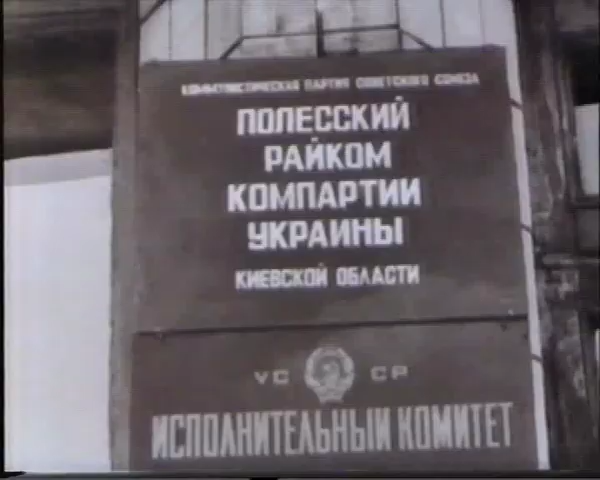 КОММУНИСТИЧЕСКАЯ ПАРТИЯ СОВЕТСКОГО СОЮЗА
ПОЛЕССКИЙ
РАЙКОМ
КОМПАРТИИ
УКРАИНЫ
КИЕВСКОЙ ОБЛАСТИ
УС СР
ИСПОЛНИТЕЛЬНЫЙ КОМИТЕТ